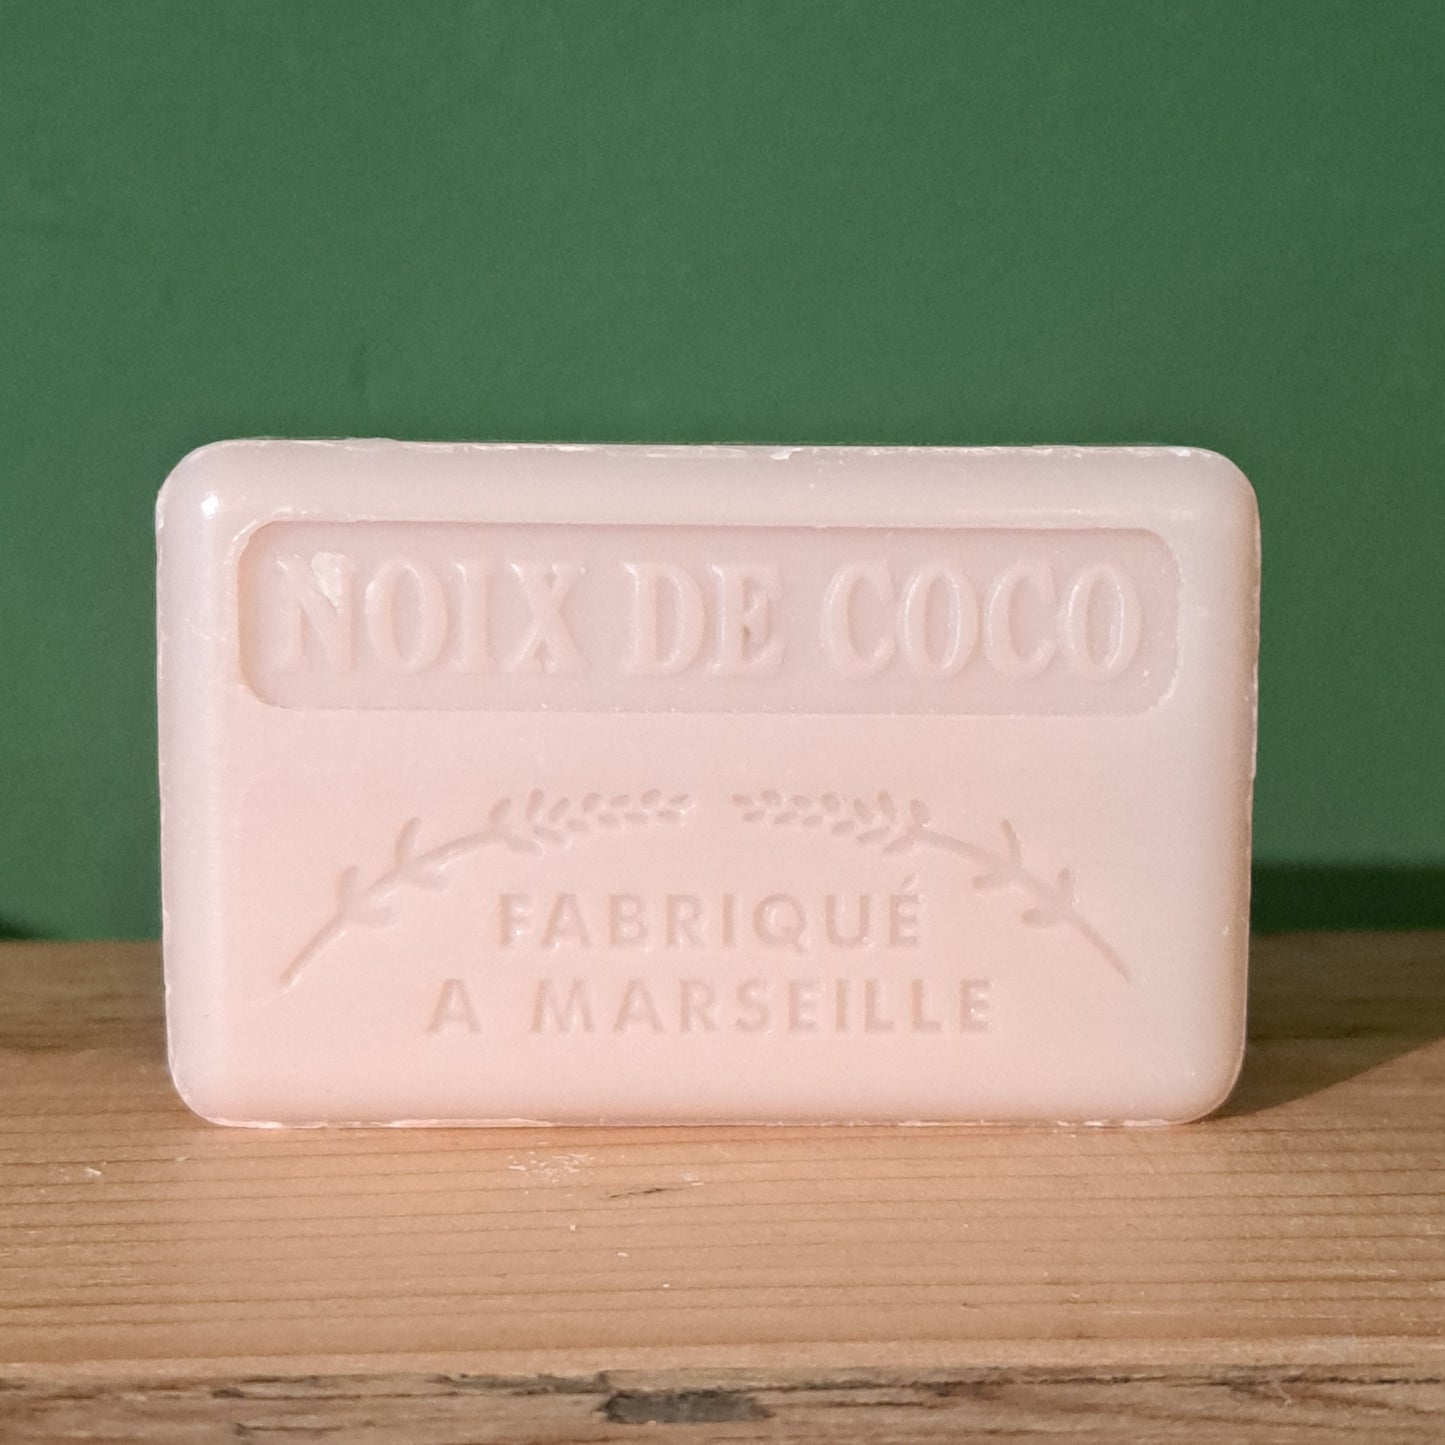 NOIX DE COCO
FABRIQUÉ
A MARSEILLE